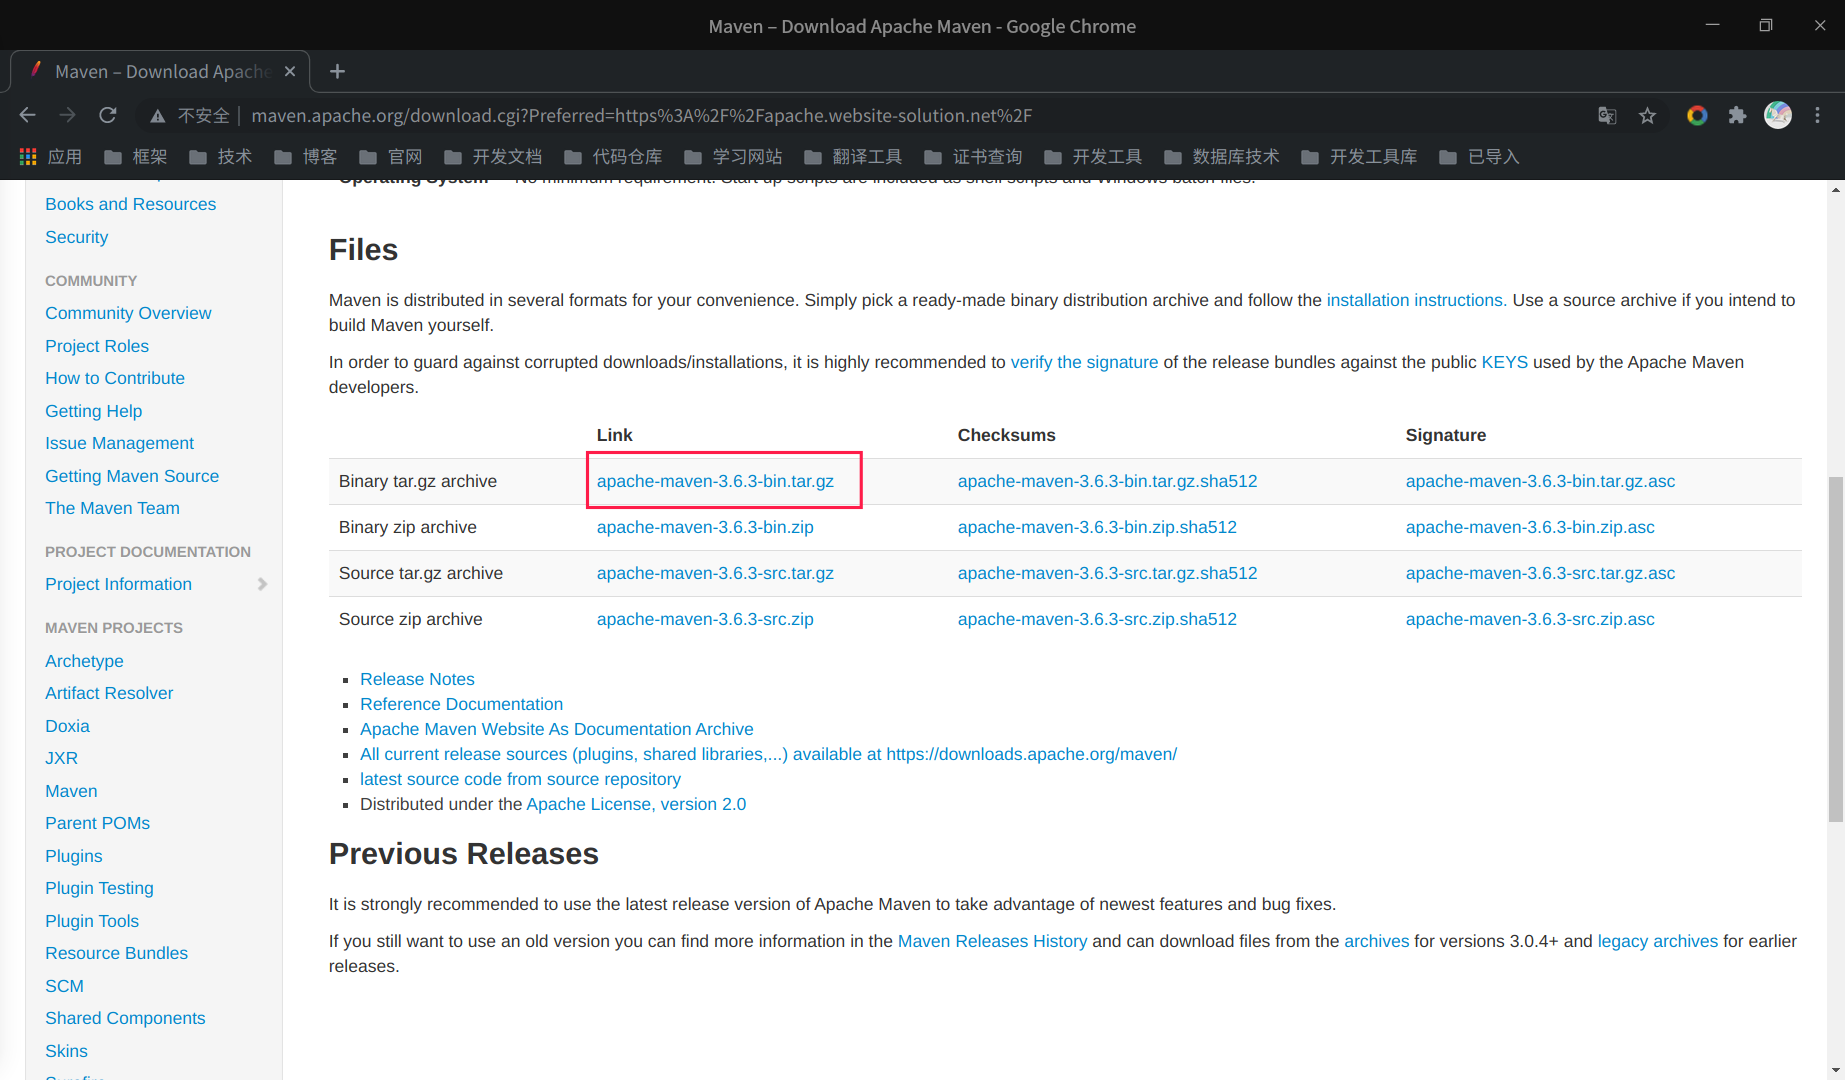 Maven – Download Apache Maven - Google Chrome
Maven – Download Apache
不安全 | maven.apache.org/download.cgi?Preferred=https%3A%2F%2Fapache.website-solution.net%2F
应用 框架 技术 博客 官网 开发文档 代码仓库 学习网站 翻译工具 证书查询 开发工具 数据库技术 开发工具库 已导入
Operating System No minimum requirement. Start up scripts are included as shell scripts and Windows batch files.
Books and Resources
Security
COMMUNITY
Community Overview
Project Roles
How to Contribute
Getting Help
Issue Management
Getting Maven Source
The Maven Team
PROJECT DOCUMENTATION
Project Information
MAVEN PROJECTS
Archetype
Artifact Resolver
Doxia
JXR
Maven
Parent POMs
Plugins
Plugin Testing
Plugin Tools
Resource Bundles
SCM
Shared Components
Skins
Files
Maven is distributed in several formats for your convenience. Simply pick a ready-made binary distribution archive and follow the installation instructions. Use a source archive if you intend to
build Maven yourself.
In order to guard against corrupted downloads/installations, it is highly recommended to verify the signature of the release bundles against the public KEYS used by the Apache Maven
developers.
Link Checksums Signature
Binary tar.gz archive apache-maven-3.6.3-bin.tar.gz apache-maven-3.6.3-bin.tar.gz.sha512 apache-maven-3.6.3-bin.tar.gz.asc
Binary zip archive apache-maven-3.6.3-bin.zip apache-maven-3.6.3-bin.zip.sha512 apache-maven-3.6.3-bin.zip.asc
Source tar.gz archive apache-maven-3.6.3-src.tar.gz apache-maven-3.6.3-src.tar.gz.sha512 apache-maven-3.6.3-src.tar.gz.asc
Source zip archive apache-maven-3.6.3-src.zip apache-maven-3.6.3-src.zip.sha512 apache-maven-3.6.3-src.zip.asc
Release Notes
Reference Documentation
Apache Maven Website As Documentation Archive
All current release sources (plugins, shared libraries,...) available at https://downloads.apache.org/maven/
latest source code from source repository
Distributed under the Apache License, version 2.0
Previous Releases
It is strongly recommended to use the latest release version of Apache Maven to take advantage of newest features and bug fixes.
If you still want to use an old version you can find more information in the Maven Releases History and can download files from the archives for versions 3.0.4+ and legacy archives for earlier
releases.